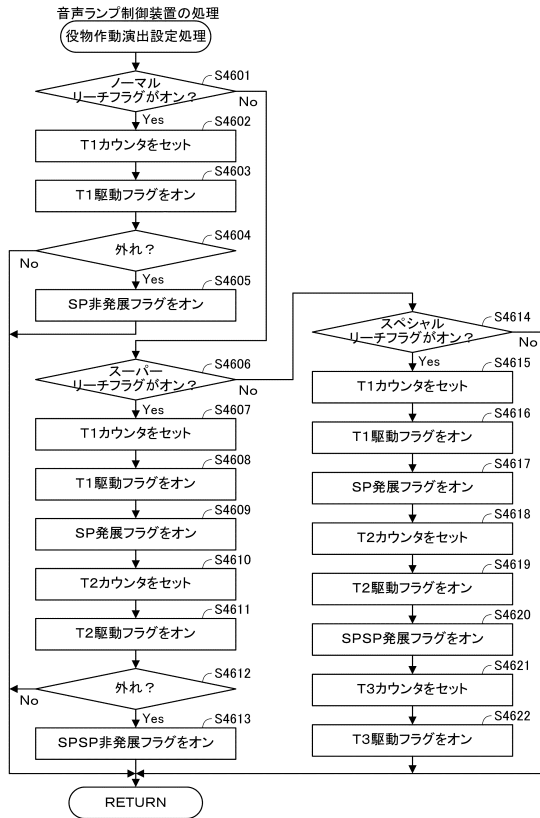 音声ランプ制御装置の処理
役物作動演出設定処理
S4601
ノーマル
リーチフラグがオン？
No
Yes
S4602
T1カウンタをセット
S4603
T1駆動フラグをオン
S4604
外れ？
No
Yes
S4605
SP非発展フラグをオン
S4606
スーパー
リーチフラグがオン？
No
Yes
S4607
T1カウンタをセット
S4608
T1駆動フラグをオン
S4609
SP発展フラグをオン
S4610
T2カウンタをセット
S4611
T2駆動フラグをオン
S4612
外れ？
No
Yes
S4613
SPSP非発展フラグをオン
RETURN
S4614
スペシャル
リーチフラグがオン？
No
Yes
S4615
T1カウンタをセット
S4616
T1駆動フラグをオン
S4617
SP発展フラグをオン
S4618
T2カウンタをセット
S4619
T2駆動フラグをオン
S4620
SPSP発展フラグをオン
S4621
T3カウンタをセット
S4622
T3駆動フラグをオン